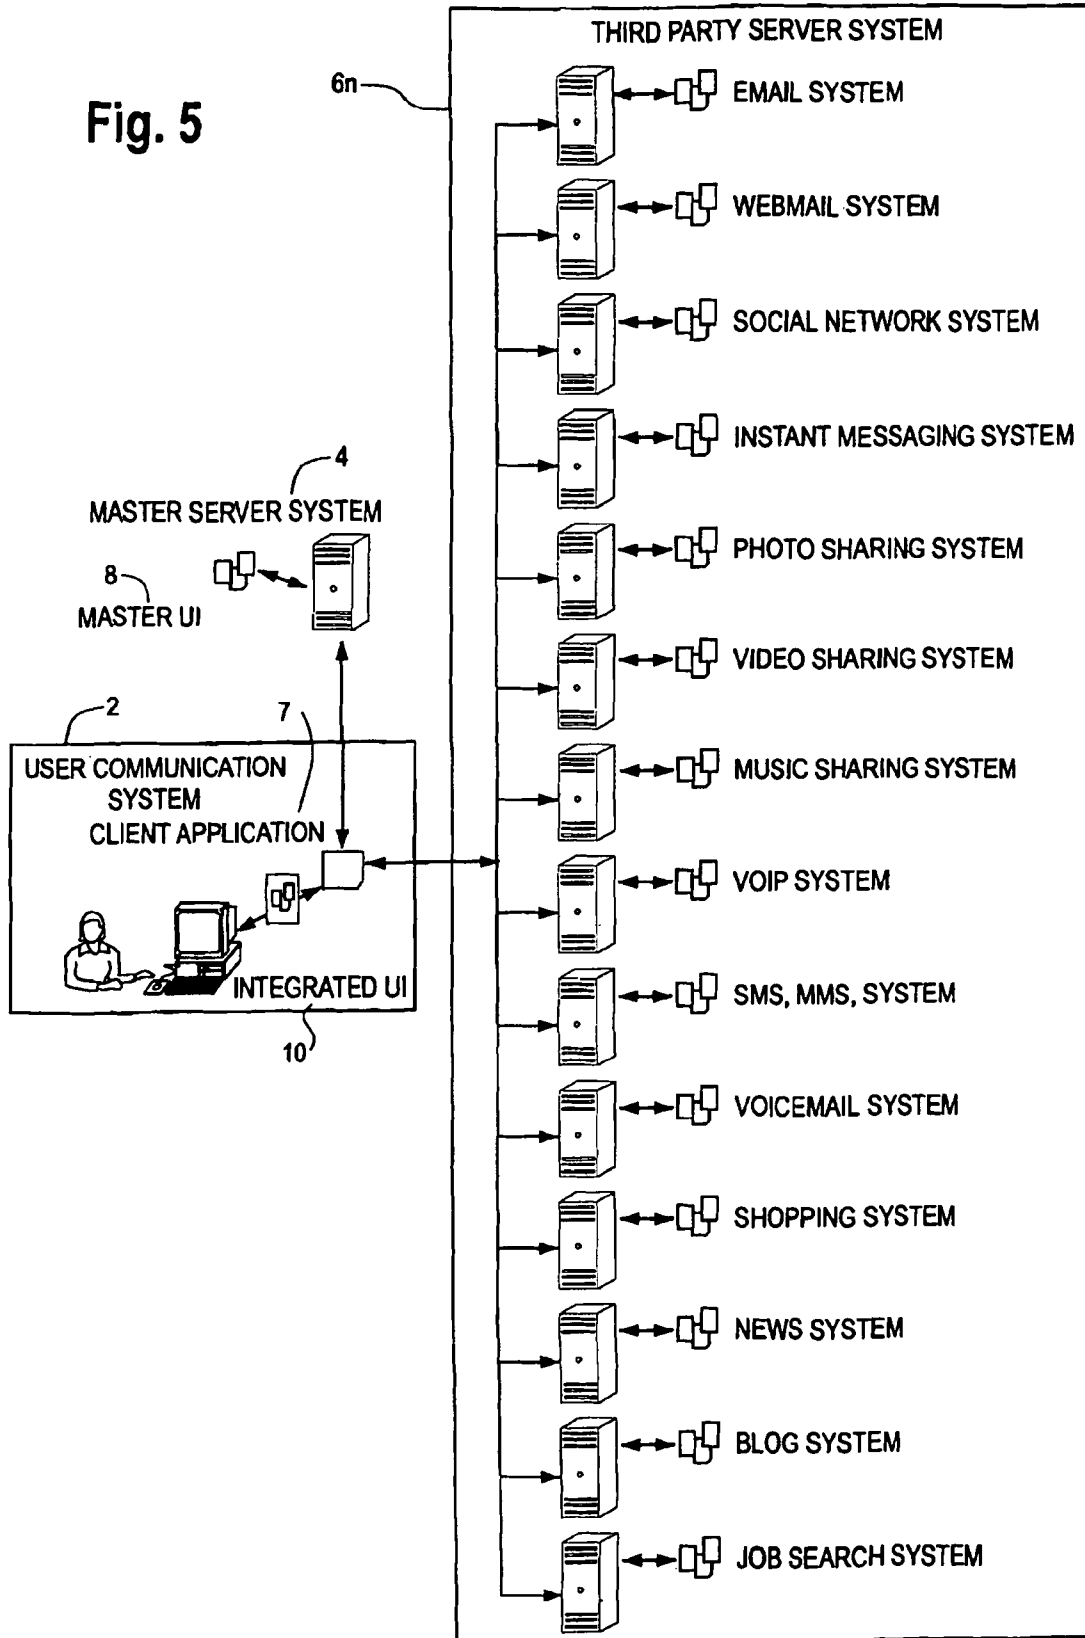 Fig. 5
THIRD PARTY SERVER SYSTEM
6n
EMAIL SYSTEM
WEBMAIL SYSTEM
SOCIAL NETWORK SYSTEM
INSTANT MESSAGING SYSTEM
4
MASTER SERVER SYSTEM
PHOTO SHARING SYSTEM
8
MASTER UI
VIDEO SHARING SYSTEM
2
7
USER COMMUNICATION
SYSTEM
CLIENT APPLICATION
MUSIC SHARING SYSTEM
VOIP SYSTEM
INTEGRATED UI
10
SMS, MMS, SYSTEM
VOICEMAIL SYSTEM
SHOPPING SYSTEM
NEWS SYSTEM
BLOG SYSTEM
JOB SEARCH SYSTEM